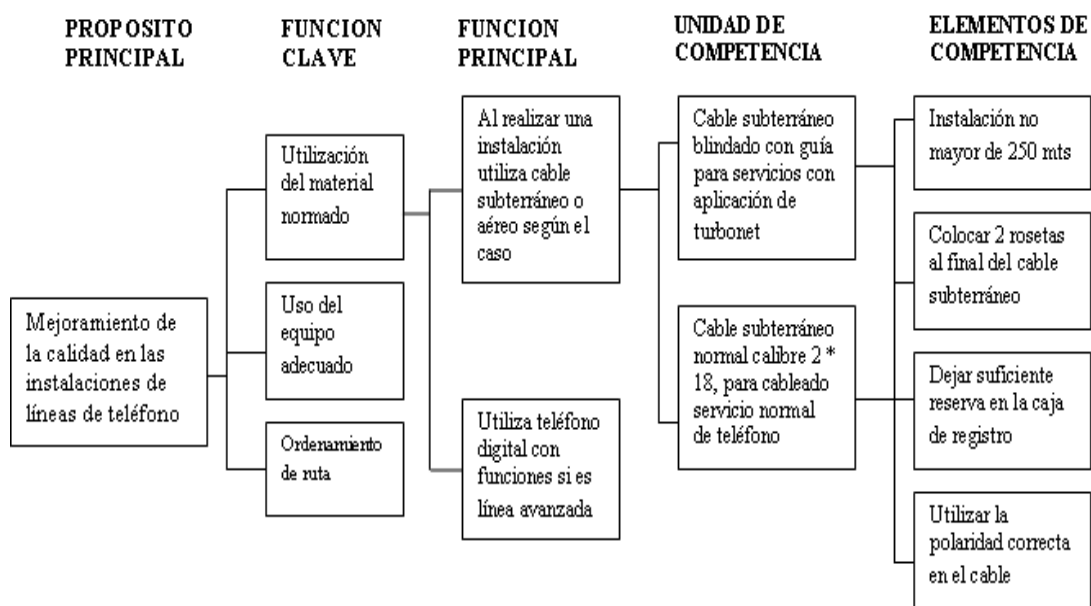 PROPOSITO
PRINCIPAL
FUNCION
CLAVE
FUNCION
PRINCIPAL
UNIDAD DE
COMPETENCIA
ELEMENTOS DE
COMPETENCIA
Mejoramiento de
la calidad en las
instalaciones de
líneas de teléfono
Utilización
del material
normado
Uso del
equipo
adecuado
Ordenamiento
de ruta
Al realizar una
instalación
utiliza cable
subterráneo o
aéreo según el
caso
Utiliza teléfono
digital con
funciones si es
línea avanzada
Cable subterráneo
blindado con guía
para servicios con
aplicación de
turbonet
Cable subterráneo
normal calibre 2 *
18, para cableado
servicio normal
de teléfono
Instalación no
mayor de 250 mts
Colocar 2 rosetas
al final del cable
subterráneo
Dejar suficiente
reserva en la caja
de registro
Utilizar la
polaridad correcta
en el cable